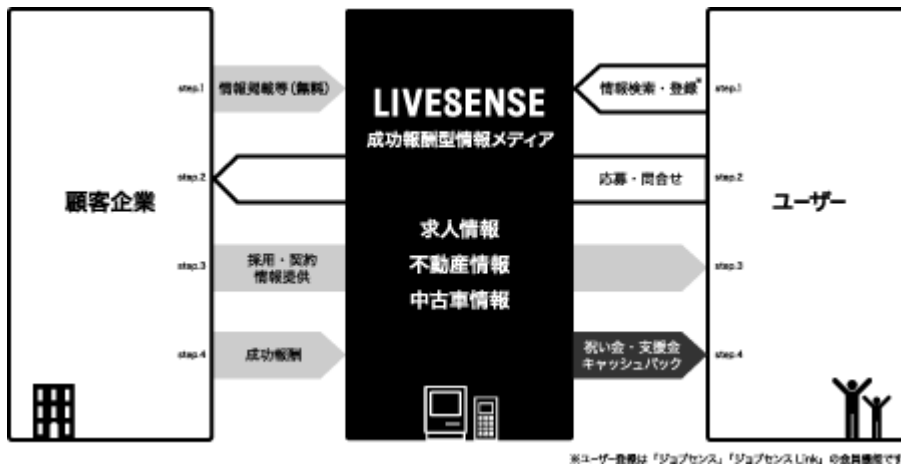 step.1
情報掲載等（無料）
LIVESENSE
成功報酬型情報メディア
情報検索・登録※
step.1
顧客企業
step.2
応募・問合せ
step.2
ユーザー
求人情報
不動産情報
中古車情報
step.3
採用・契約
情報提供
step.3
step.4
成功報酬
祝い会・支援会
キャッシュバック
step.4
※ユーザー登録は「ジョブセンス」「ジョブセンスLink」の会員機能です